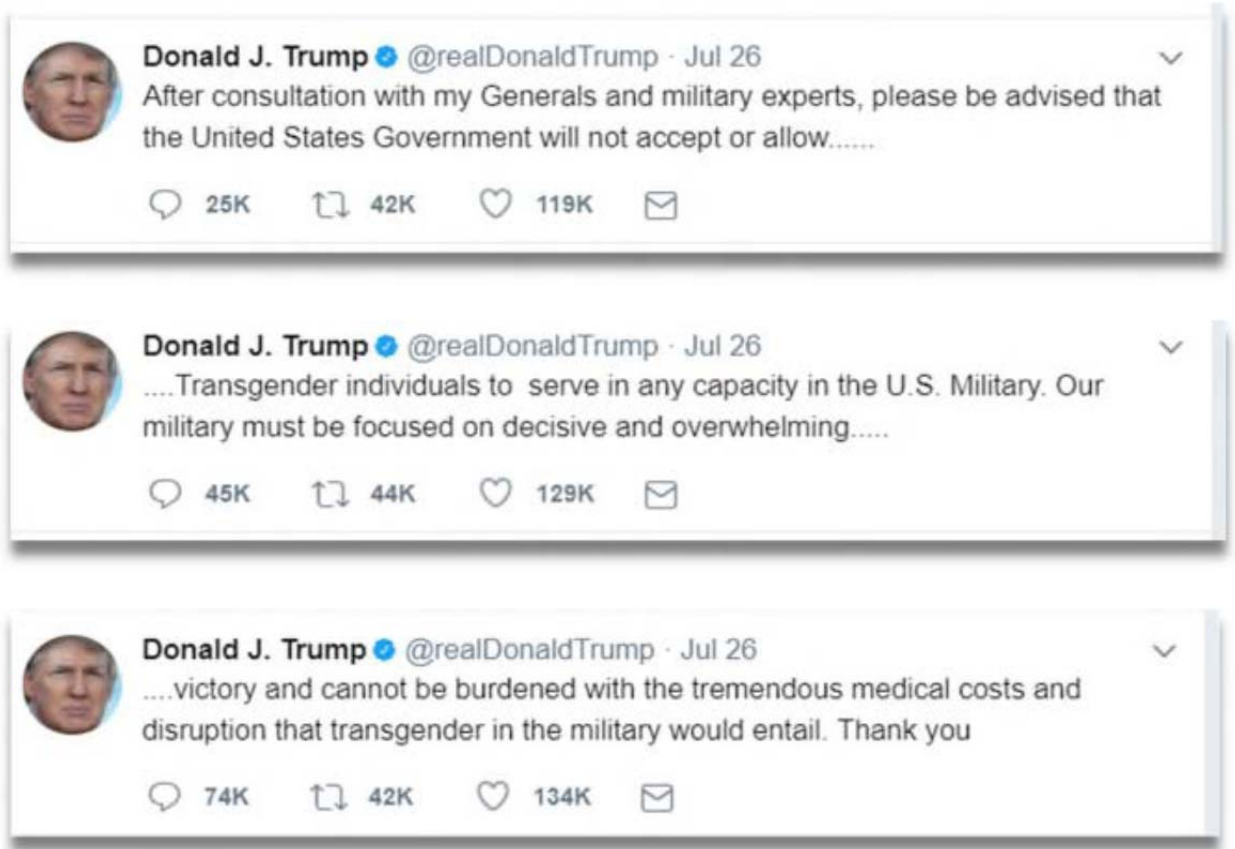 Donald J. Trump @realDonaldTrump · Jul 26
After consultation with my Generals and military experts, please be advised that
the United States Government will not accept or allow......
25K 42K 119K
Donald J. Trump @realDonaldTrump · Jul 26
....Transgender individuals to  serve in any capacity in the U.S. Military. Our
military must be focused on decisive and overwhelming.....
45K 44K 129K
Donald J. Trump @realDonaldTrump · Jul 26
....victory and cannot be burdened with the tremendous medical costs and
disruption that transgender in the military would entail. Thank you
74K 42K 134K